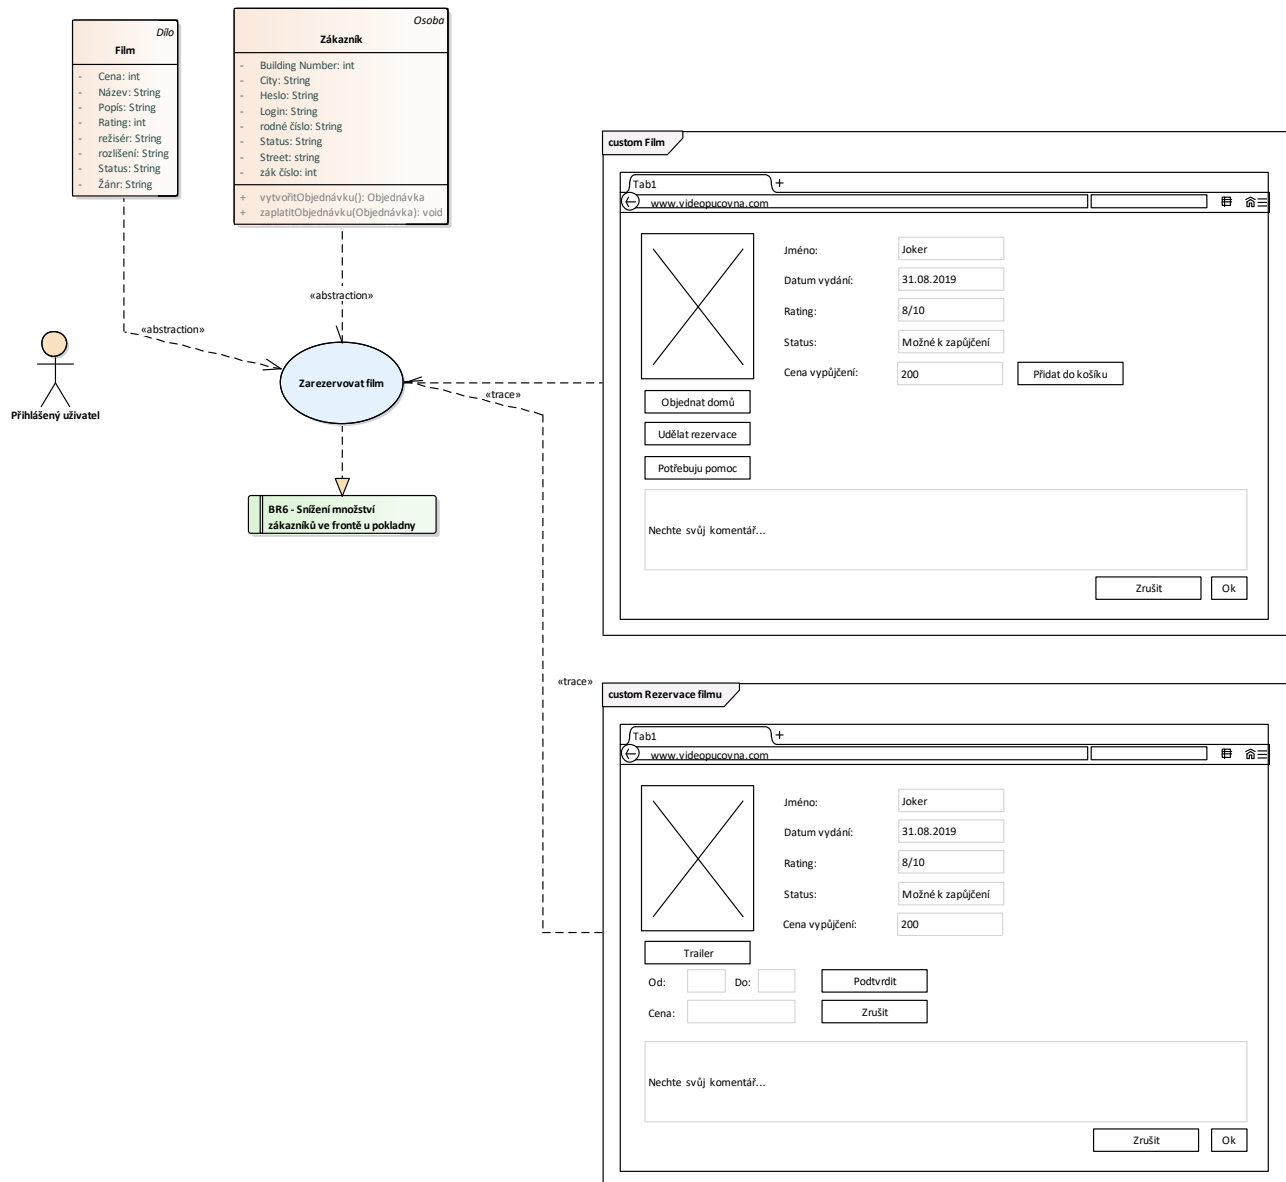 Dílo
Film
- Cena: int
- Název: String
- Popís: String
- Rating: int
- režisér: String
- rozlišení: String
- Status: String
- Žánr: String
Osoba
Zákazník
- Building Number: int
- City: String
- Heslo: String
- Login: String
- rodné číslo: String
- Status: String
- Street: string
- zák číslo: int
+ vytvořitObjednávku(): Objednávka
+ zaplatitObjednávku(Objednávka): void
«abstraction»
«abstraction»
Přihlášený uživatel
Zarezervovat film
«trace»
BR6 - Snížení množství
zákazníků ve frontě u pokladny
«trace»
custom Film
Tab1 +
www.videopucovna.com
Jméno: Joker
Datum vydání: 31.08.2019
Rating: 8/10
Status: Možné k zapůjčení
Cena vypůjčení: 200 Přidat do košíku
Objednat domů
Udělat rezervace
Potřebuju pomoc
Nechte svůj komentář...
Zrušit Ok
custom Rezervace filmu
Tab1 +
www.videopucovna.com
Jméno: Joker
Datum vydání: 31.08.2019
Rating: 8/10
Status: Možné k zapůjčení
Cena vypůjčení: 200
Trailer
Od: Do: Podtvrdit
Cena: Zrušit
Nechte svůj komentář...
Zrušit Ok